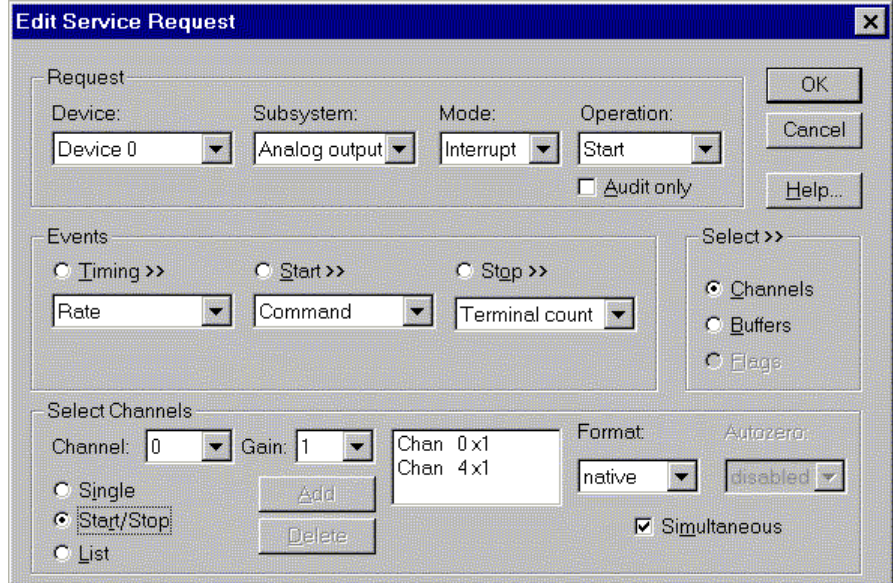 Edit Service Request
Request
OK
Device: Subsystem: Mode: Operation:
Device 0 Analog output Interrupt Start
Cancel
Audit only
Help...
Events
Select >>
Timing >> Start >> Stop >>
Channels
Rate Command Terminal count
Buffers
Flags
Select Channels
Channel: 0 Gain: 1
Chan 0 x1
Chan 4 x1
Format: Autozero:
native disabled
Single
Add
Start/Stop
Simultaneous
Delete
List